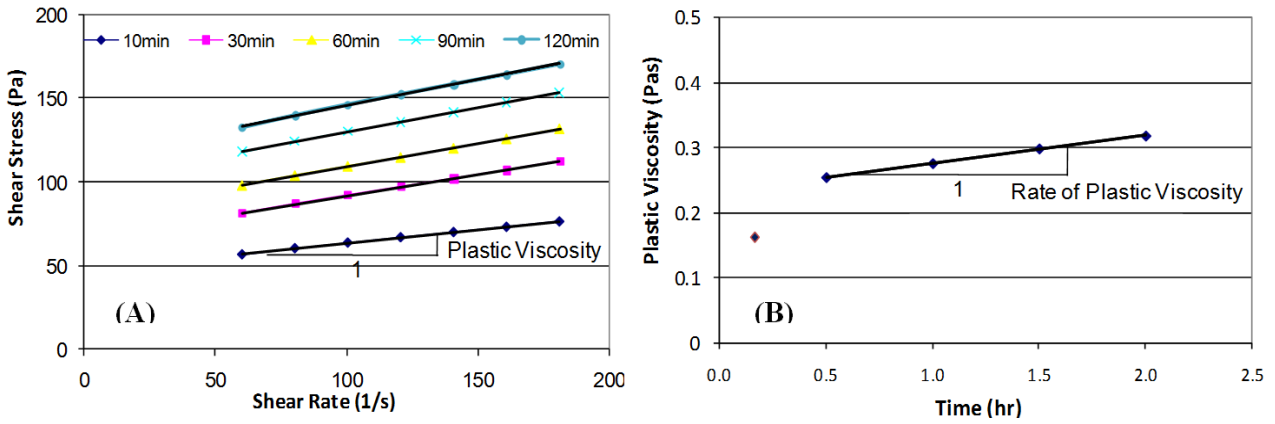 200
150
100
50
0
Shear Stress (Pa)
10min 30min 60min 90min 120min
Plastic Viscosity
1
(A)
0 50 100 150 200
Shear Rate (1/s)
0.5
0.4
0.3
0.2
0.1
0
Plastic Viscosity (Pas)
1
Rate of Plastic Viscosity
(B)
0.0 0.5 1.0 1.5 2.0 2.5
Time (hr)